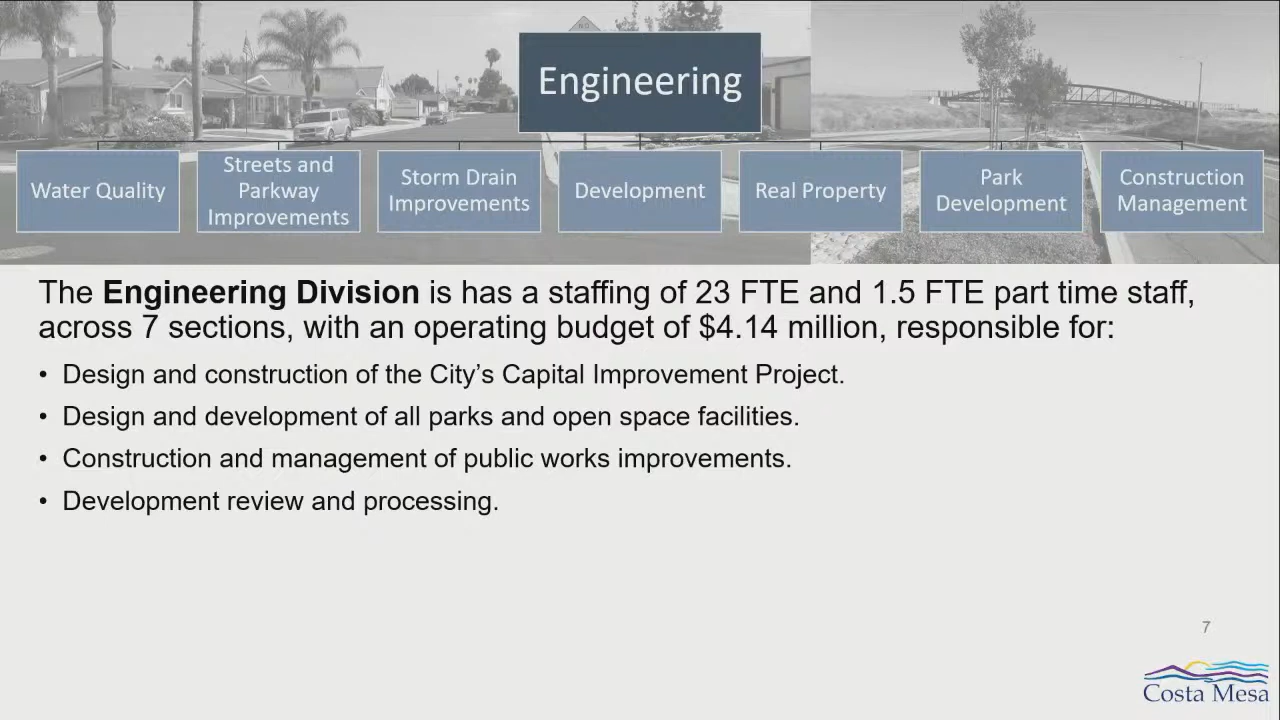 Engineering
Water Quality
Streets and
Parkway
Improvements
Storm Drain
Improvements
Development
Real Property
Park
Development
Construction
Management
The Engineering Division is has a staffing of 23 FTE and 1.5 FTE part time staff,
across 7 sections, with an operating budget of $4.14 million, responsible for:
• Design and construction of the City’s Capital Improvement Project.
• Design and development of all parks and open space facilities.
• Construction and management of public works improvements.
• Development review and processing.
7
Costa Mesa